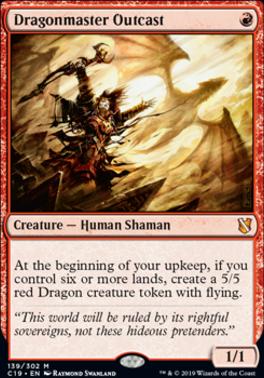 Dragonmaster Outcast
Creature — Human Shaman
At the beginning of your upkeep, if you
control six or more lands, create a 5/5
red Dragon creature token with flying.
“This world will be ruled by its rightful
sovereigns, not these hideous pretenders.”
1/1
139/302 M
C19 • EN RAYMOND SWANLAND
™ & © 2019 Wizards of the Coast